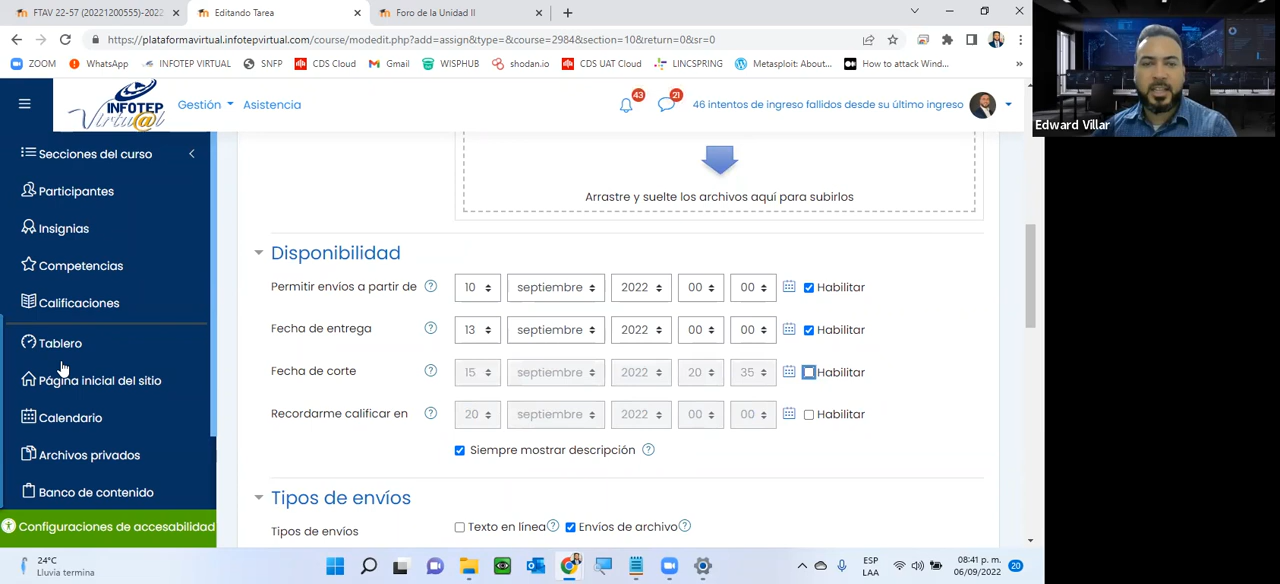 FTAV 22-57 (20221200555)-2022
Editando Tarea
Foro de la Unidad II
https://plataformavirtual.infotepvirtual.com/course/modedit.php?add=assign&type=&course=2984&section=10&return=0&sr=0
ZOOM
WhatsApp
INFOTEP VIRTUAL
SNFP
CDS Cloud
Gmail
WISPHUB
shodan.io
CDS UAT Cloud
LINCSPRING
Metasploit: About...
How to attack Wind...
»
INFOTEP
Virtu@l
Gestión
Asistencia
43
21
46 intentos de ingreso fallidos desde su último ingreso
Edward Villar
Secciones del curso
Participantes
Insignias
Competencias
Calificaciones
Tablero
Página inicial del sitio
Calendario
Archivos privados
Banco de contenido
Configuraciones de accesabilidad
Arrastre y suelte los archivos aquí para subirlos
Disponibilidad
Permitir envíos a partir de ? 10 septiembre 2022 00 00 Habilitar
Fecha de entrega ? 13 septiembre 2022 00 00 Habilitar
Fecha de corte ? 15 septiembre 2022 20 35 Habilitar
Recordarme calificar en ? 20 septiembre 2022 00 00 Habilitar
Siempre mostrar descripción ?
Tipos de envíos
Tipos de envíos Texto en línea ? Envíos de archivo ?
24°C
Lluvia termina
ESP
LAA
08:41 p. m.
06/09/2022
20